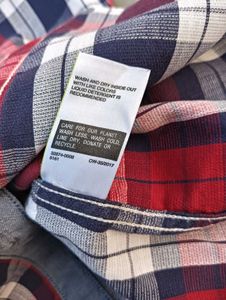 WASH AND DRY INSIDE OUT
WITH LIKE COLORS
LIQUID DETERGENT IS
RECOMMENDED
CARE FOR OUR PLANET
WASH LESS, WASH COLD,
LINE DRY, DONATE OR
RECYCLE